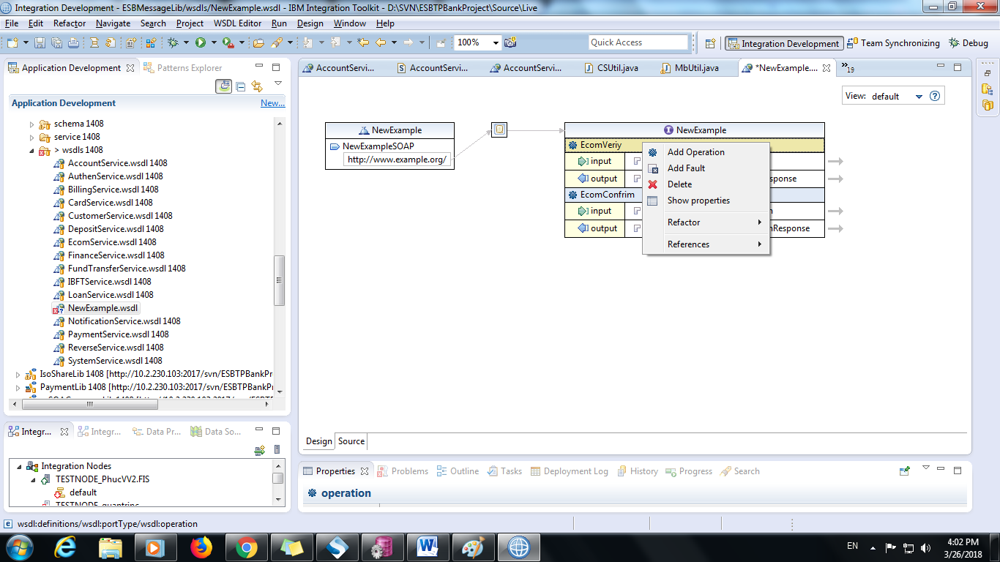 Integration Development - ESBMessageLib/wsdls/NewExample.wsdl - IBM Integration Toolkit - D:\SVN\ESBTPBankProject\Source\Live
File Edit Refactor Navigate Search Project WSDL Editor Run Design Window Help
100% Quick Access Integration Development Team Synchronizing Debug
Application Development Patterns Explorer
AccountServi... AccountServi... AccountServi... CSUtil.java MbUtil.java *NewExample.... 19
Application Development New...
View: default
schema 1408
service 1408
> wsdls 1408
AccountService.wsdl 1408
AuthenService.wsdl 1408
BillingService.wsdl 1408
CardService.wsdl 1408
CustomerService.wsdl 1408
DepositService.wsdl 1408
EcomService.wsdl 1408
FinanceService.wsdl 1408
FundTransferService.wsdl 1408
IBFTService.wsdl 1408
LoanService.wsdl 1408
NewExample.wsdl
NotificationService.wsdl 1408
PaymentService.wsdl 1408
ReverseService.wsdl 1408
SystemService.wsdl 1408
IsoShareLib 1408 [http://10.2.230.103:2017/svn/ESBTPBankPr
PaymentLib 1408 [http://10.2.230.103:2017/svn/ESBTPBankPr
NewExample
NewExampleSOAP
http://www.example.org/
NewExample
EcomVeriy
input
output
esponse
EcomConfrim
input
output
nResponse
Add Operation
Add Fault
Delete
Show properties
Refactor
References
Design Source
Integr... Integr... Data Pr... Data So...
Integration Nodes
TESTNODE_PhucVV2.FIS
default
Properties Problems Outline Tasks Deployment Log History Progress Search
operation
wsdl:definitions/wsdl:portType/wsdl:operation
EN
4:02 PM
3/26/2018